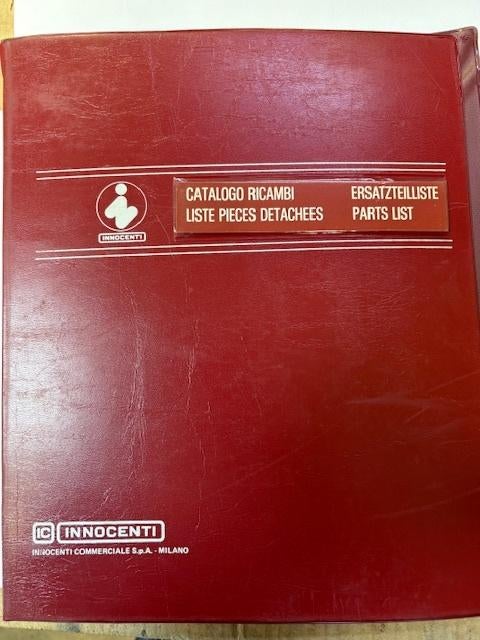 CATALOGO RICAMBI ERSATZTEILLISTE
LISTE PIECES DETACHEES PARTS LIST
INNOCENTI
IC INNOCENTI
INNOCENTI COMMERCIALE S.p.A. - MILANO